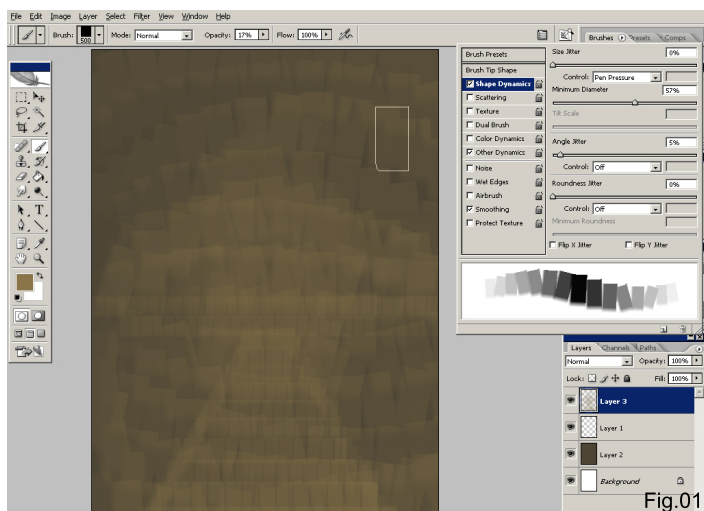 File Edit Image Layer Select Filter View Window Help
Brush: 500 Mode: Normal Opacity: 17% Flow: 100% Brushes Presets Comps
Brush Presets
Brush Tip Shape
Shape Dynamics
Scattering
Texture
Dual Brush
Color Dynamics
Other Dynamics
Noise
Wet Edges
Airbrush
Smoothing
Protect Texture
Size Jitter 0%
Control: Pen Pressure
Minimum Diameter 57%
Tilt Scale
Angle Jitter 5%
Control: Off
Roundness Jitter 0%
Control: Off
Minimum Roundness
Flip X Jitter Flip Y Jitter
T
Layers Channels Paths
Normal Opacity: 100%
Lock: Fill: 100%
Layer 3
Layer 1
Layer 2
Background
Fig.01